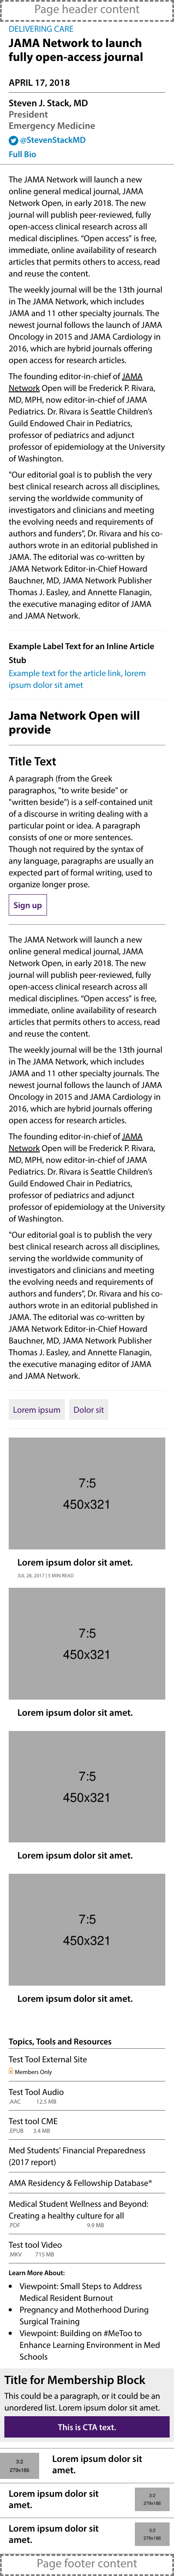 Page header content
DELIVERING CARE
JAMA Network to launch
fully open-access journal
APRIL 17, 2018
Steven J. Stack, MD
President
Emergency Medicine
@StevenStackMD
Full Bio
The JAMA Network will launch a new
online general medical journal, JAMA
Network Open, in early 2018. The new
journal will publish peer-reviewed, fully
open-access clinical research across all
medical disciplines. “Open access” is free,
immediate, online availability of research
articles that permits others to access, read
and reuse the content.
The weekly journal will be the 13th journal
in The JAMA Network, which includes
JAMA and 11 other specialty journals. The
newest journal follows the launch of JAMA
Oncology in 2015 and JAMA Cardiology in
2016, which are hybrid journals offering
open access for research articles.
The founding editor-in-chief of JAMA
Network Open will be Frederick P. Rivara,
MD, MPH, now editor-in-chief of JAMA
Pediatrics. Dr. Rivara is Seattle Children’s
Guild Endowed Chair in Pediatrics,
professor of pediatrics and adjunct
professor of epidemiology at the University
of Washington.
"Our editorial goal is to publish the very
best clinical research across all disciplines,
serving the worldwide community of
investigators and clinicians and meeting
the evolving needs and requirements of
authors and funders”, Dr. Rivara and his co-
authors wrote in an editorial published in
JAMA. The editorial was co-written by
JAMA Network Editor-in-Chief Howard
Bauchner, MD, JAMA Network Publisher
Thomas J. Easley, and Annette Flanagin,
the executive managing editor of JAMA
and JAMA Network.
Example Label Text for an Inline Article
Stub
Example text for the article link, lorem
ipsum dolor sit amet
Jama Network Open will
provide
Title Text
A paragraph (from the Greek
paragraphos, "to write beside" or
"written beside") is a self-contained unit
of a discourse in writing dealing with a
particular point or idea. A paragraph
consists of one or more sentences.
Though not required by the syntax of
any language, paragraphs are usually an
expected part of formal writing, used to
organize longer prose.
Sign up
The JAMA Network will launch a new
online general medical journal, JAMA
Network Open, in early 2018. The new
journal will publish peer-reviewed, fully
open-access clinical research across all
medical disciplines. “Open access” is free,
immediate, online availability of research
articles that permits others to access, read
and reuse the content.
The weekly journal will be the 13th journal
in The JAMA Network, which includes
JAMA and 11 other specialty journals. The
newest journal follows the launch of JAMA
Oncology in 2015 and JAMA Cardiology in
2016, which are hybrid journals offering
open access for research articles.
The founding editor-in-chief of JAMA
Network Open will be Frederick P. Rivara,
MD, MPH, now editor-in-chief of JAMA
Pediatrics. Dr. Rivara is Seattle Children’s
Guild Endowed Chair in Pediatrics,
professor of pediatrics and adjunct
professor of epidemiology at the University
of Washington.
"Our editorial goal is to publish the very
best clinical research across all disciplines,
serving the worldwide community of
investigators and clinicians and meeting
the evolving needs and requirements of
authors and funders”, Dr. Rivara and his co-
authors wrote in an editorial published in
JAMA. The editorial was co-written by
JAMA Network Editor-in-Chief Howard
Bauchner, MD, JAMA Network Publisher
Thomas J. Easley, and Annette Flanagin,
the executive managing editor of JAMA
and JAMA Network.
Lorem ipsum Dolor sit
7:5
450x321
Lorem ipsum dolor sit amet.
JUL 28, 2017 | 5 MIN READ
7:5
450x321
Lorem ipsum dolor sit amet.
7:5
450x321
Lorem ipsum dolor sit amet.
7:5
450x321
Lorem ipsum dolor sit amet.
Topics, Tools and Resources
Test Tool External Site
Members Only
Test Tool Audio
.AAC 12.5 MB
Test tool CME
.EPUB 3.4 MB
Med Students' Financial Preparedness
(2017 report)
AMA Residency & Fellowship Database®
Medical Student Wellness and Beyond:
Creating a healthy culture for all
.PDF 9.9 MB
Test tool Video
.MKV 715 MB
Learn More About:
Viewpoint: Small Steps to Address
Medical Resident Burnout
Pregnancy and Motherhood During
Surgical Training
Viewpoint: Building on #MeToo to
Enhance Learning Environment in Med
Schools
Title for Membership Block
This could be a paragraph, or it could be an
unordered list. Lorem ipsum dolor sit amet.
This is CTA text.
3:2
279x186
Lorem ipsum dolor sit
amet.
Lorem ipsum dolor sit
amet.
3:2
279x186
Lorem ipsum dolor sit
amet.
3:2
279x186
Page footer content